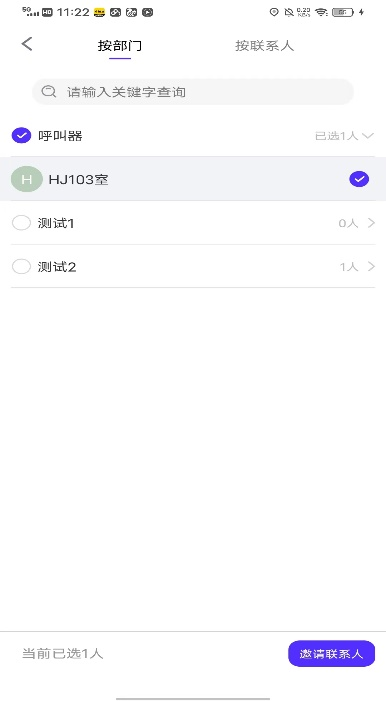 5G HD 11:22
按部门 按联系人
请输入关键字查询
呼叫器 已选1人
H HJ103室
测试1 0人
测试2 1人
当前已选1人 邀请联系人